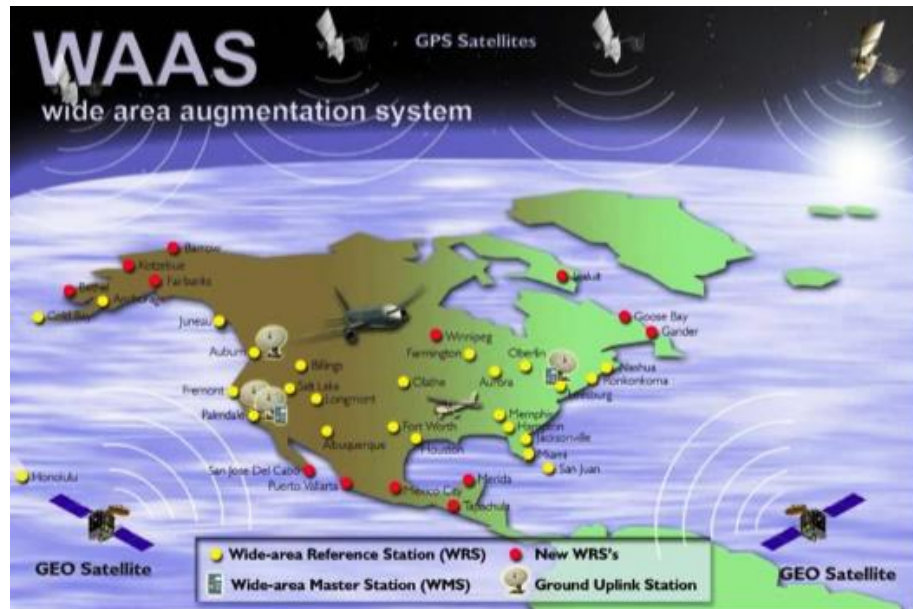 WAAS
GPS Satellites
wide area augmentation system
Barrow
Kotzebue
Fairbanks
Bethel
Anchorage
Cold Bay
Juneau
Iqaluit
Goose Bay
Gander
Winnipeg
Auburn
Farmington
Oberlin
Billings
Nashua
Ronkonkoma
Fremont
Salt Lake
Olathe
Aurora
Leesburg
Longmont
Palmdale
Memphis
Hampton
Fort Worth
Jacksonville
Albuquerque
Houston
Miami
San Juan
San Jose Del Cabo
Honolulu
Puerto Vallarta
Merida
Mexico City
Tapachula
GEO Satellite
Wide-area Reference Station (WRS)
New WRS's
GEO Satellite
Wide-area Master Station (WMS)
Ground Uplink Station